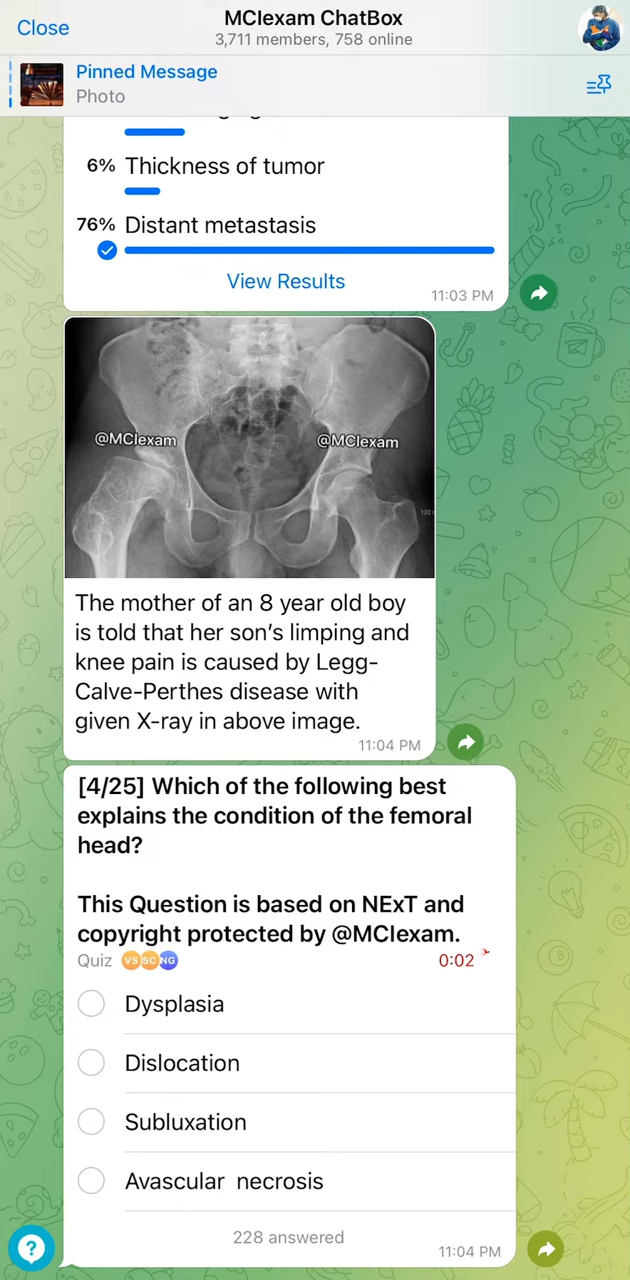 Close
MCIexam ChatBox
3,711 members, 758 online
Pinned Message
Photo
6% Thickness of tumor
76% Distant metastasis
View Results
11:03 PM
@MCIexam
@MCIexam
The mother of an 8 year old boy
is told that her son’s limping and
knee pain is caused by Legg-
Calve-Perthes disease with
given X-ray in above image.
11:04 PM
[4/25] Which of the following best
explains the condition of the femoral
head?
This Question is based on NExT and
copyright protected by @MCIexam.
Quiz VS SC NG 0:02
Dysplasia
Dislocation
Subluxation
Avascular necrosis
228 answered
11:04 PM